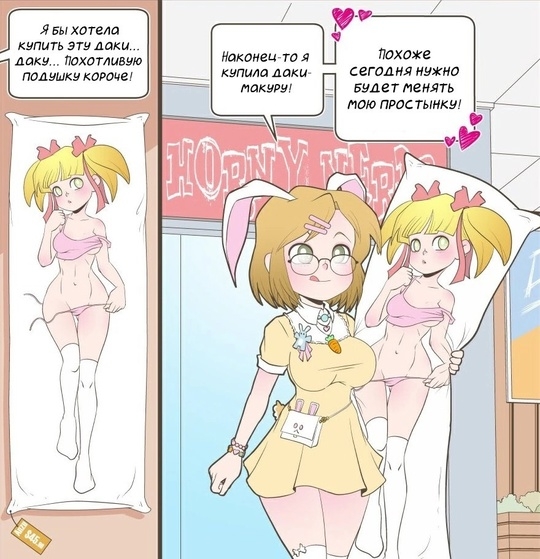 Я БЫ ХОТЕЛА
КУПИТЬ ЭТУ ДАКИ...
ДАКУ... ПОХОТЛИВУЮ
ПОДУШКУ КОРОЧЕ!
НАКОНЕЦ-ТО Я
КУПИЛА ДАКИ-
МАКУРУ!
ПОХОЖЕ
СЕГОДНЯ НУЖНО
БУДЕТ МЕНЯТЬ
МОЮ ПРОСТЫНКУ!
HORNY